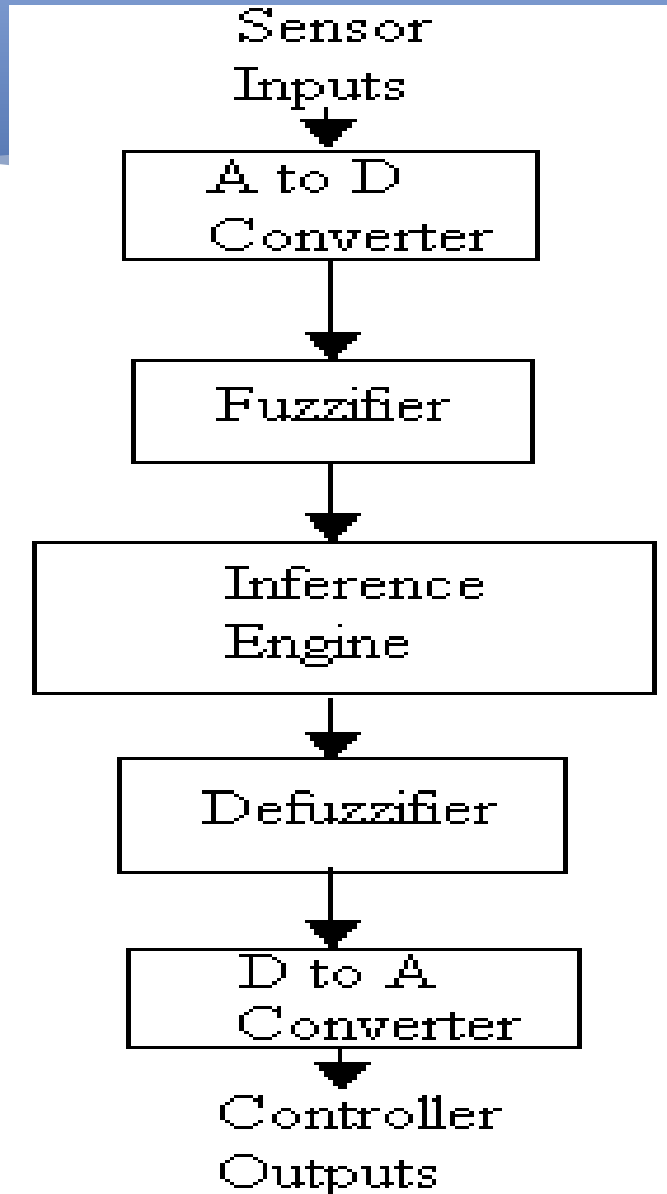 Sensor
Inputs
A to D
Converter
Fuzzifier
Inference
Engine
Defuzzifier
D to A
Converter
Controller
Outputs